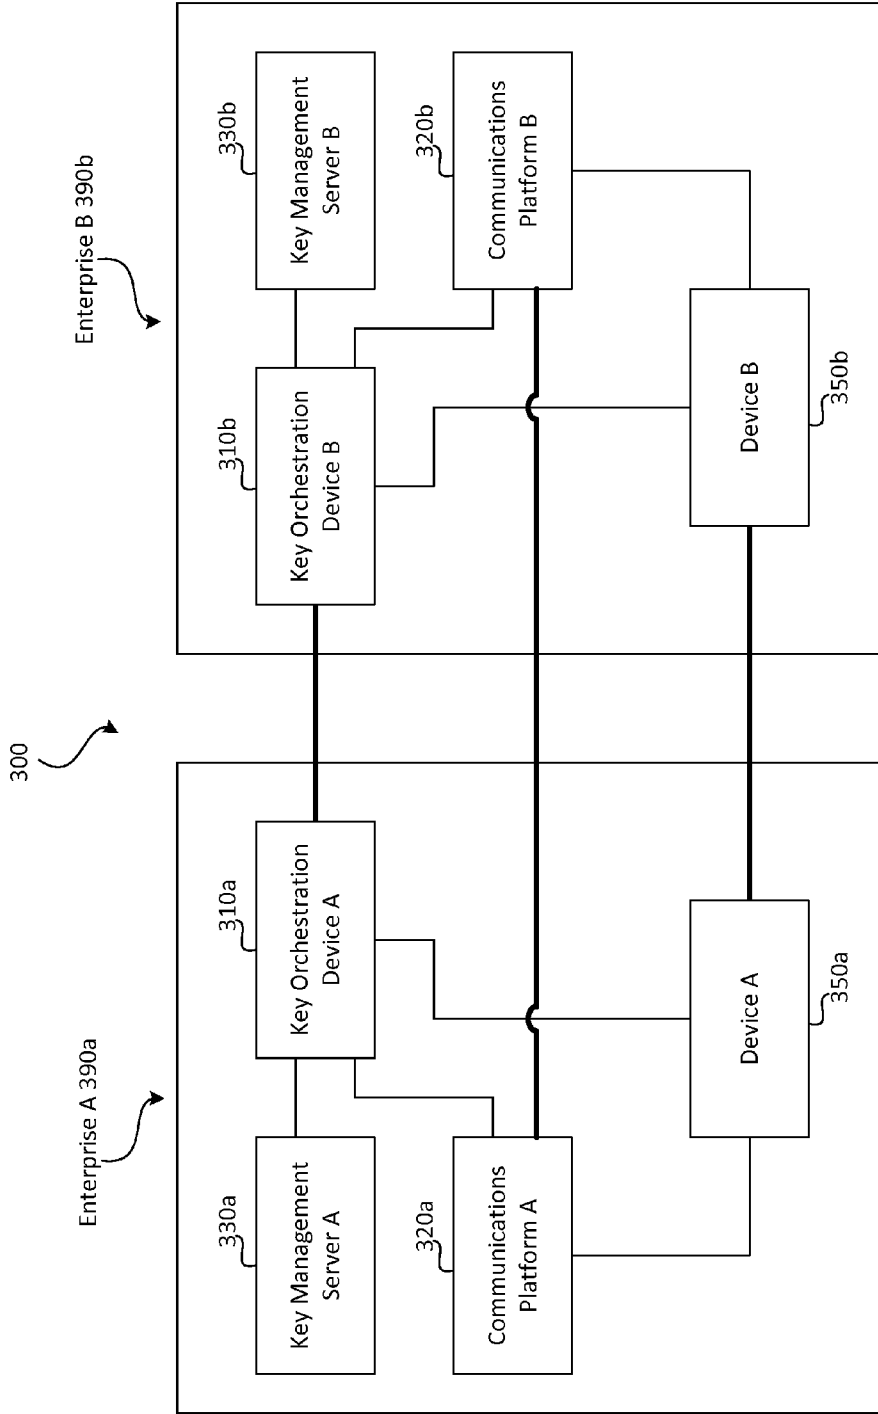 300
Enterprise A 390a
Enterprise B 390b
330a
Key Management
Server A
310a
Key Orchestration
Device A
310b
Key Orchestration
Device B
330b
Key Management
Server B
320a
Communications
Platform A
320b
Communications
Platform B
Device A
350a
Device B
350b